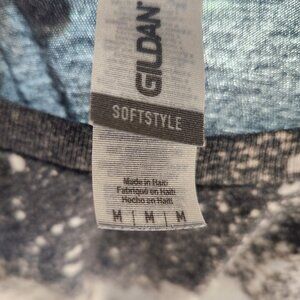 GILDAN
SOFTSTYLE
Made in Haiti
Fabriqué en Haïti
Hecho en Haití
M | M | M